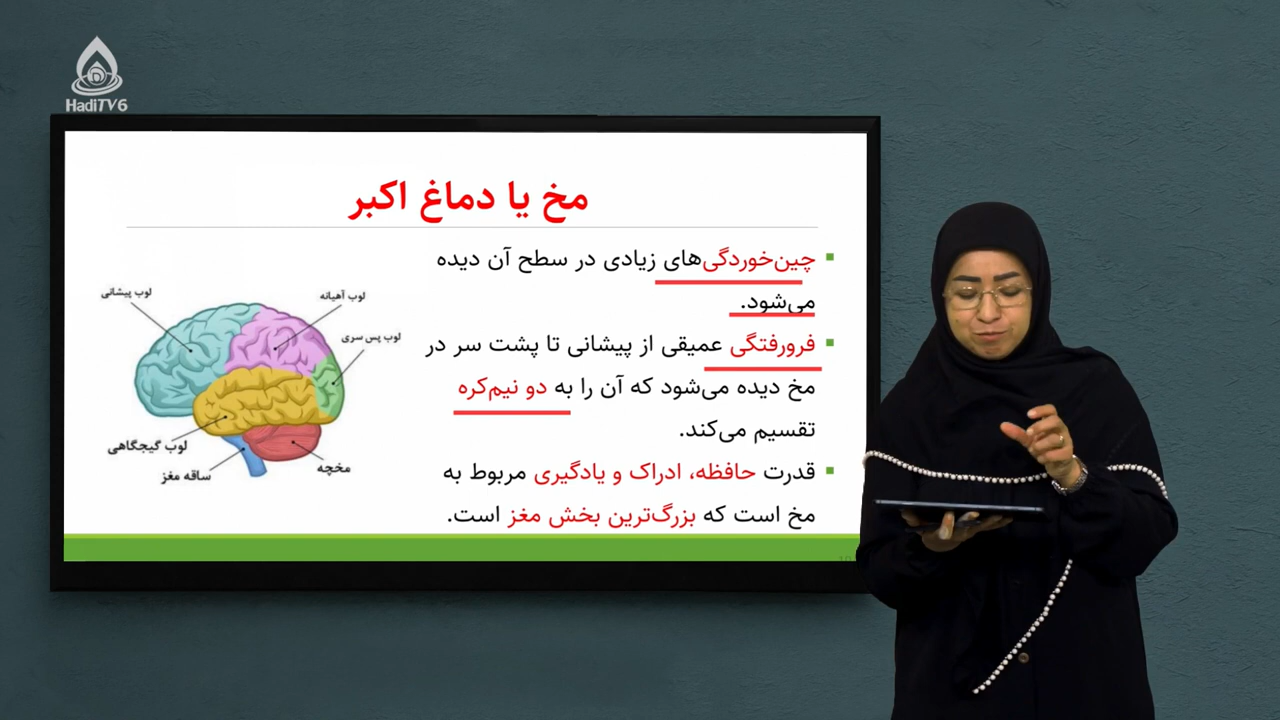 HadiTV6
مخ یا دماغ اکبر
چین‌خوردگی‌های زیادی در سطح آن دیده
می‌شود.
فرورفتگی عمیقی از پیشانی تا پشت سر در
مخ دیده می‌شود که آن را به دو نیم‌کره
تقسیم می‌کند.
قدرت حافظه، ادراک و یادگیری مربوط به
مخ است که بزرگ‌ترین بخش مغز است.
لوب پیشانی
لوب آهیانه
لوب پس سری
لوب گیجگاهی
ساقه مغز
مخچه